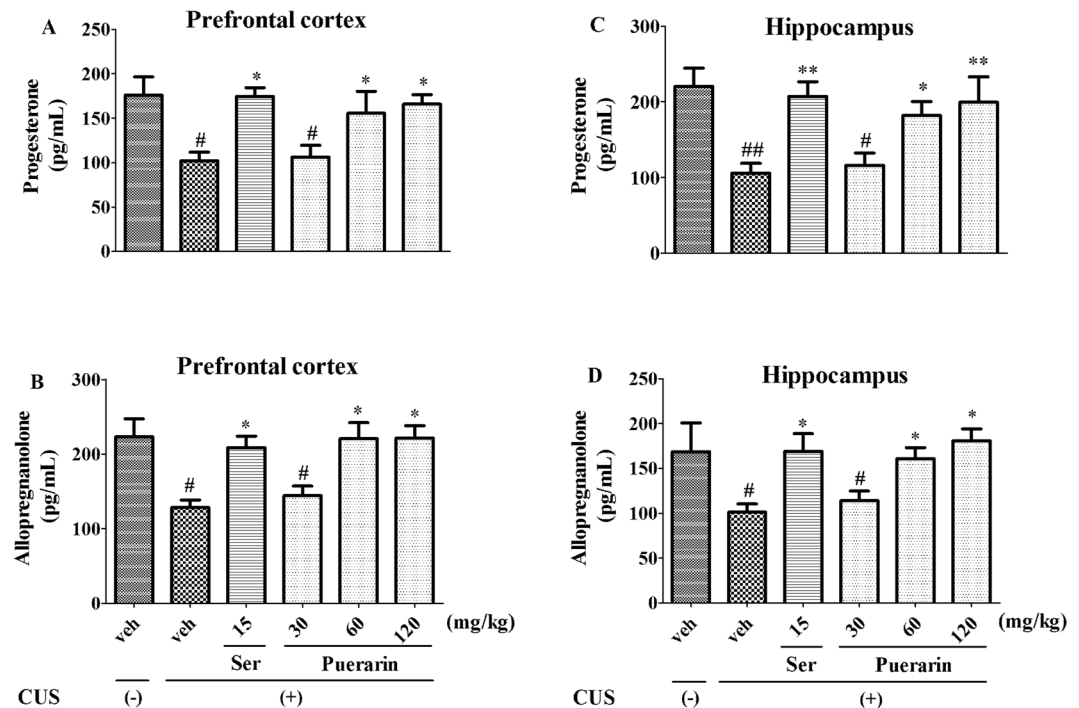 A
Prefrontal cortex
Progesterone
(pg/mL)
250
200
150
100
50
0
#
*
#
*
*
C
Hippocampus
Progesterone
(pg/mL)
300
200
100
0
##
**
#
*
**
B
Prefrontal cortex
Allopregnanolone
(pg/mL)
300
200
100
0
#
*
#
*
*
veh veh 15 30 60 120 (mg/kg)
Ser Puerarin
CUS (-) (+)
D
Hippocampus
Allopregnanolone
(pg/mL)
250
200
150
100
50
0
#
*
#
*
*
veh veh 15 30 60 120 (mg/kg)
Ser Puerarin
CUS (-) (+)